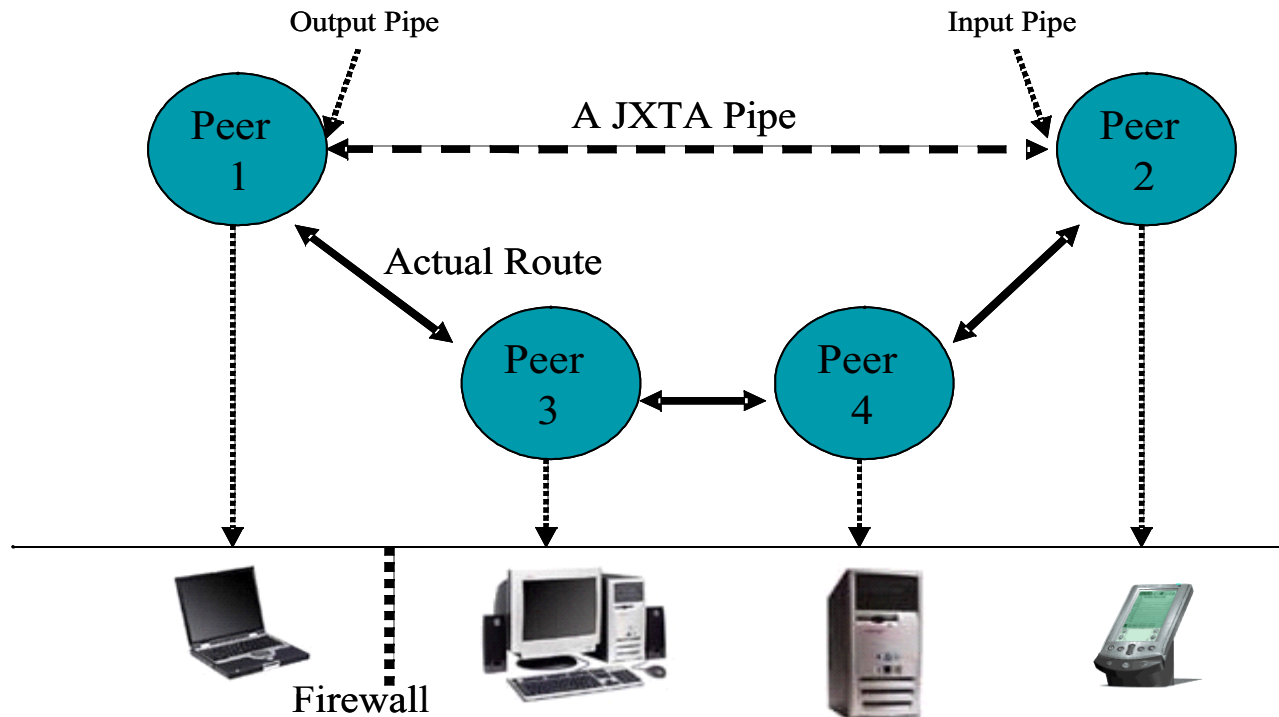 Output Pipe
Input Pipe
A JXTA Pipe
Peer
1
Peer
2
Actual Route
Peer
3
Peer
4
Firewall